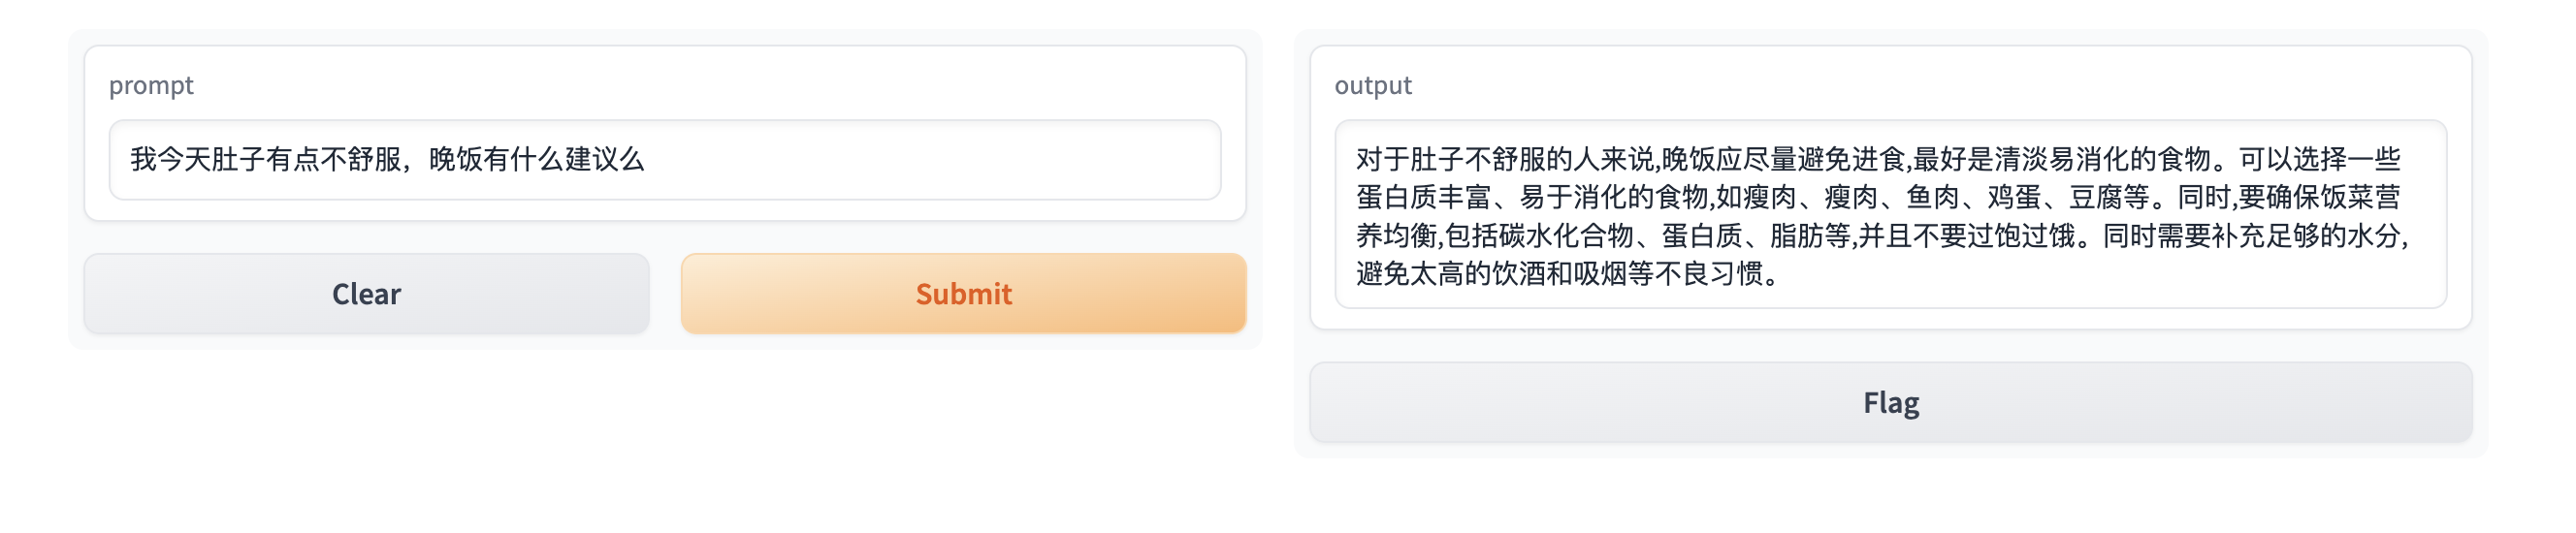 prompt
我今天肚子有点不舒服，晚饭有什么建议么
Clear
Submit
output
对于肚子不舒服的人来说,晚饭应尽量避免进食,最好是清淡易消化的食物。可以选择一些
蛋白质丰富、易于消化的食物,如瘦肉、瘦肉、鱼肉、鸡蛋、豆腐等。同时,要确保饭菜营
养均衡,包括碳水化合物、蛋白质、脂肪等,并且不要过饱过饿。同时需要补充足够的水分,
避免太高的饮酒和吸烟等不良习惯。
Flag